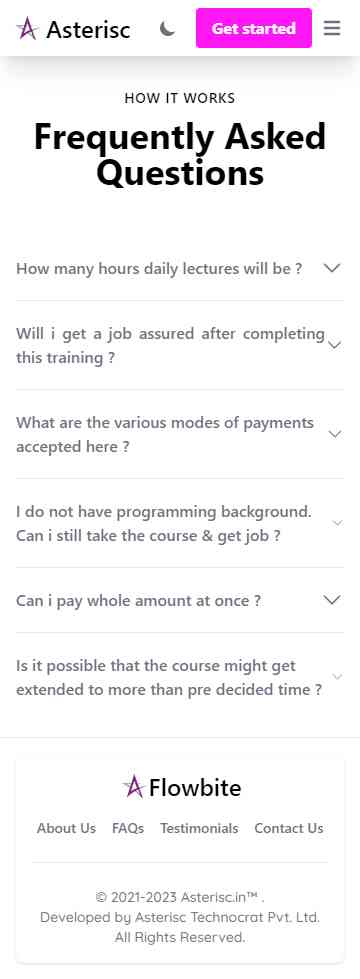 Asterisc
Get started
HOW IT WORKS
Frequently Asked
Questions
How many hours daily lectures will be ?
Will i get a job assured after completing
this training ?
What are the various modes of payments
accepted here ?
I do not have programming background.
Can i still take the course & get job ?
Can i pay whole amount at once ?
Is it possible that the course might get
extended to more than pre decided time ?
Flowbite
About Us FAQs Testimonials Contact Us
© 2021-2023 Asterisc.in™ .
Developed by Asterisc Technocrat Pvt. Ltd.
All Rights Reserved.